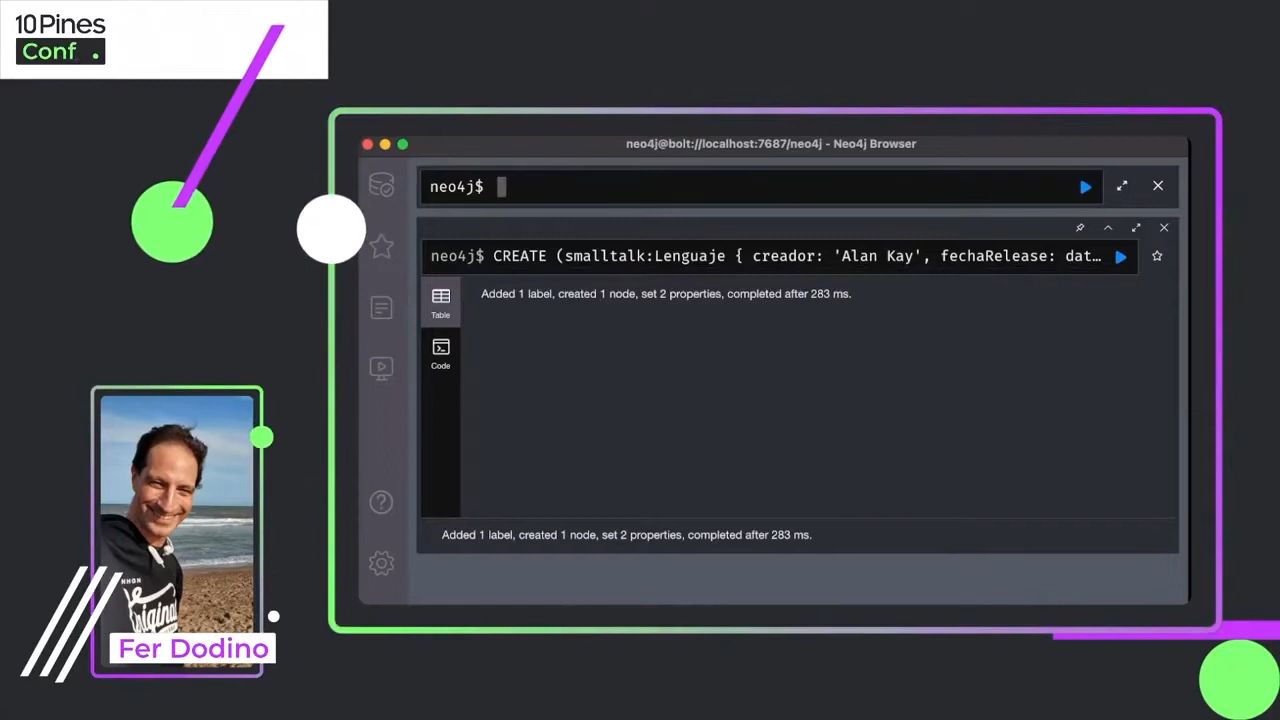 10Pines
Conf .
neo4j@bolt://localhost:7687/neo4j - Neo4j Browser
neo4j$
neo4j$ CREATE (smalltalk:Lenguaje { creador: 'Alan Kay', fechaRelease: dat…
Table
Added 1 label, created 1 node, set 2 properties, completed after 283 ms.
Code
Added 1 label, created 1 node, set 2 properties, completed after 283 ms.
NHGN
Original
Fer Dodino